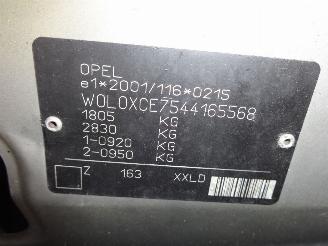 OPEL
e1*2001/116*0215
W0L0XCE7544165568
1805 KG
2830 KG
1-0920 KG
2-0950 KG
Z 163 XXLD